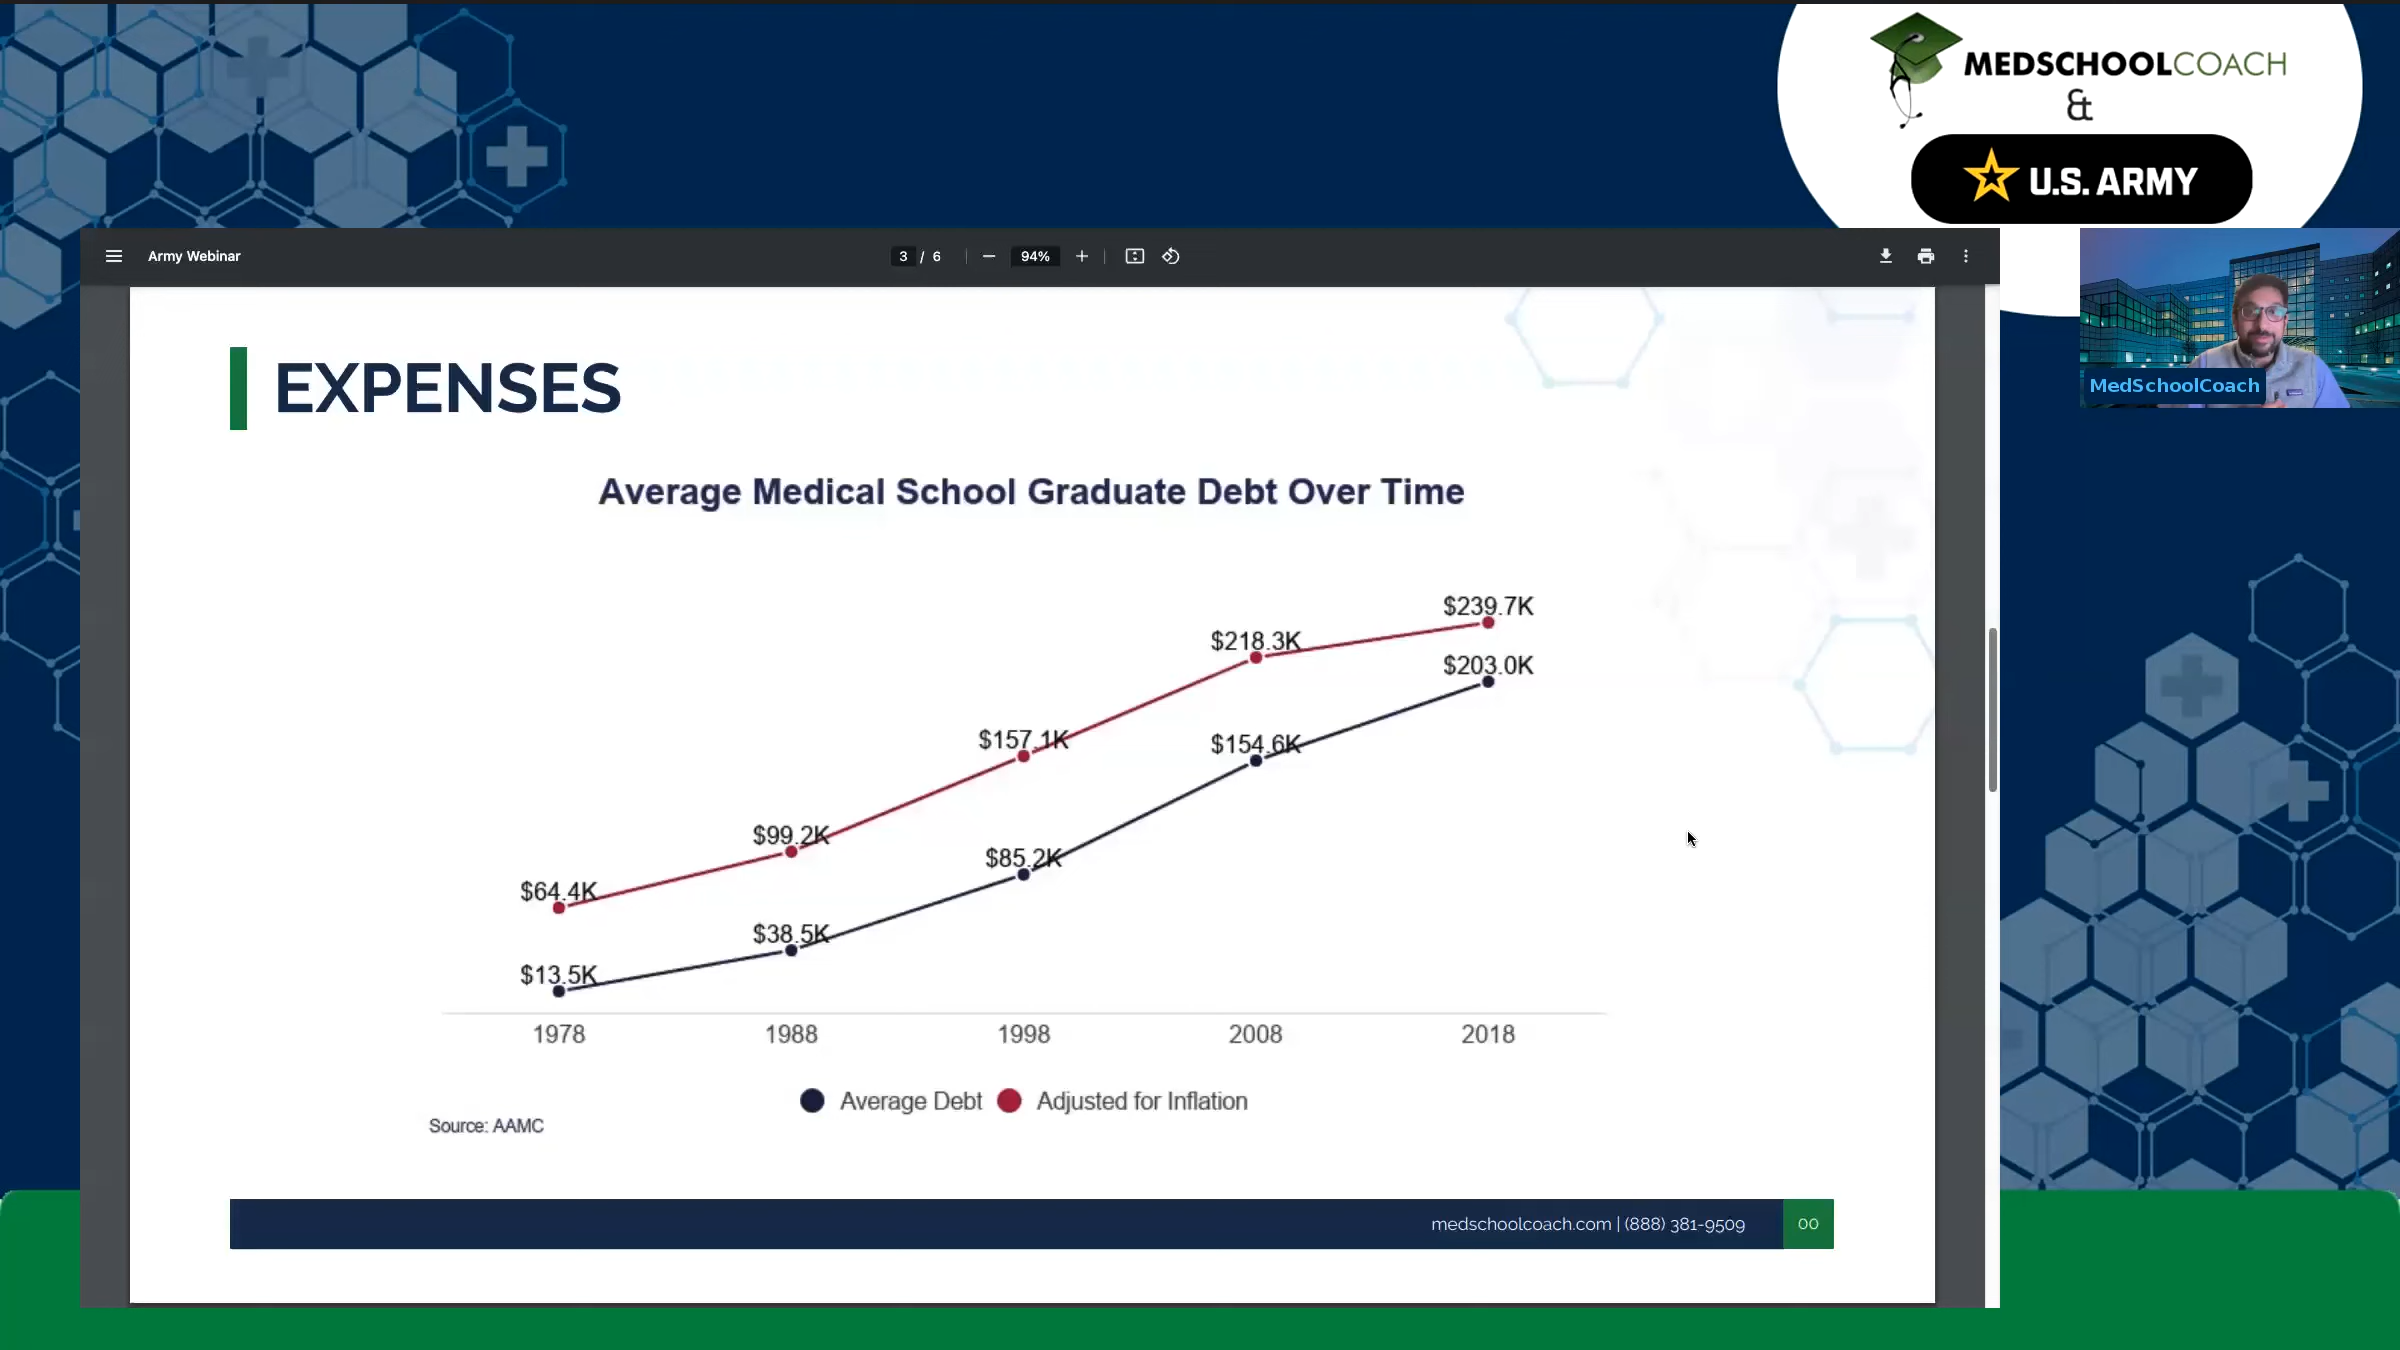 MEDSCHOOLCOACH
&
U.S. ARMY
Army Webinar
3 / 6
94%
MedSchoolCoach
EXPENSES
Average Medical School Graduate Debt Over Time
$239.7K
$218.3K
$203.0K
$157.1K
$154.6K
$99.2K
$85.2K
$64.4K
$38.5K
$13.5K
1978 1988 1998 2008 2018
Average Debt Adjusted for Inflation
Source: AAMC
medschoolcoach.com | (888) 381-9509 00